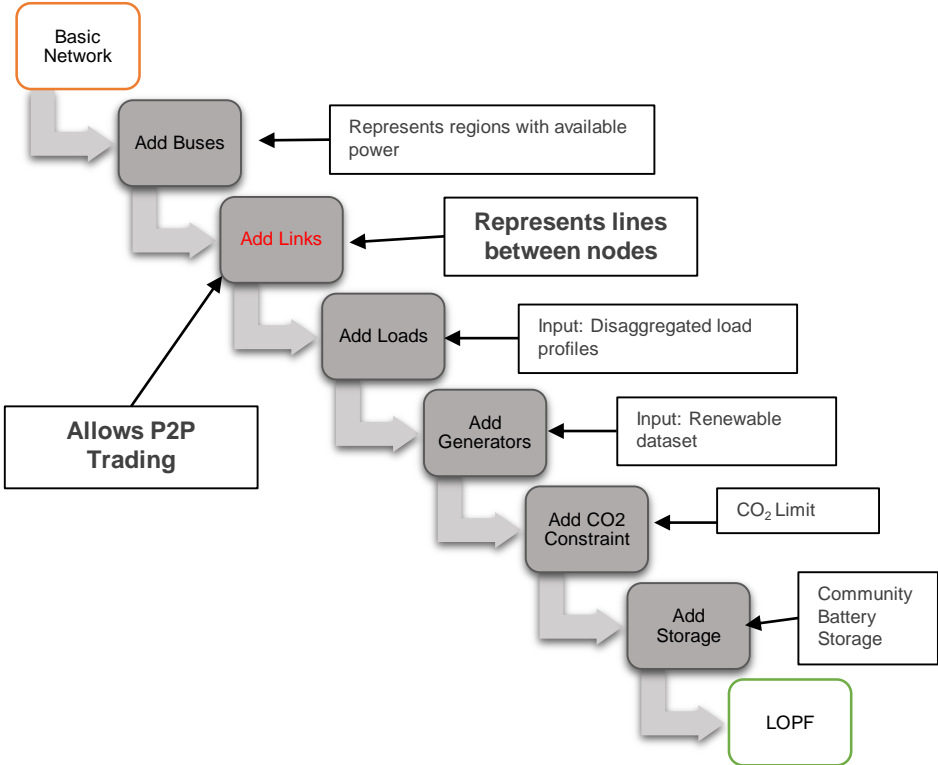 Basic
Network
Add Buses
Represents regions with available
power
Add Links
Represents lines
between nodes
Add Loads
Input: Disaggregated load
profiles
Allows P2P
Trading
Add
Generators
Input: Renewable
dataset
Add CO2
Constraint
CO₂ Limit
Add
Storage
Community
Battery
Storage
LOPF